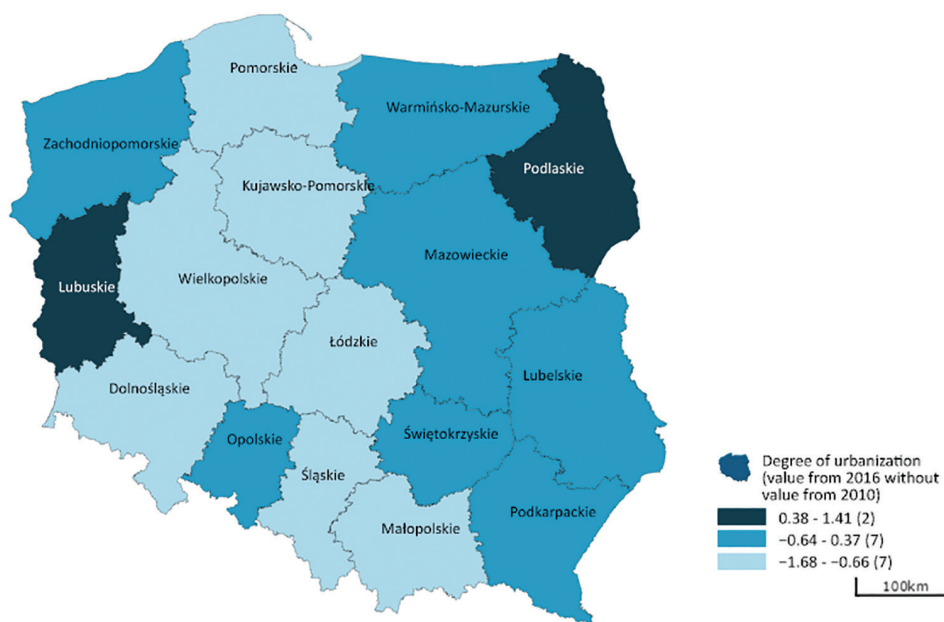 Pomorskie
Warmińsko-Mazurskie
Zachodniopomorskie
Podlaskie
Kujawsko-Pomorskie
Mazowieckie
Wielkopolskie
Lubuskie
Łódzkie
Lubelskie
Dolnośląskie
Świętokrzyskie
Opolskie
Śląskie
Podkarpackie
Małopolskie
Degree of urbanization
(value from 2016 without
value from 2010)
0.38 - 1.41 (2)
−0.64 - 0.37 (7)
−1.68 - −0.66 (7)
100km